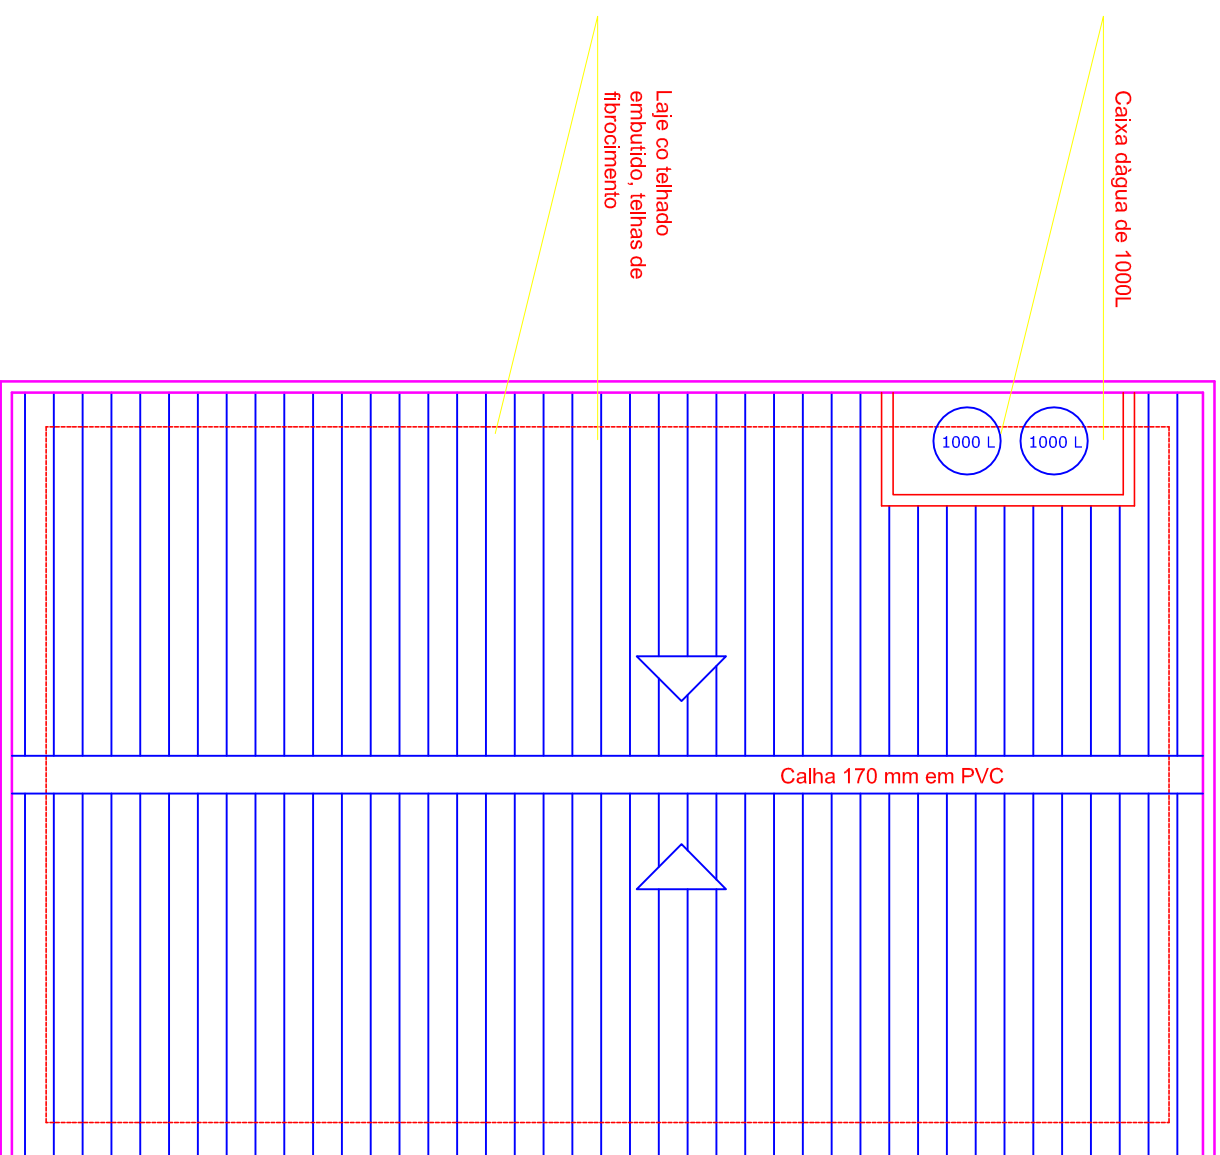 Laje co telhado
embutido, telhas de
fibrocimento
Caixa dàgua de 1000L
1000 L
1000 L
Calha 170 mm em PVC